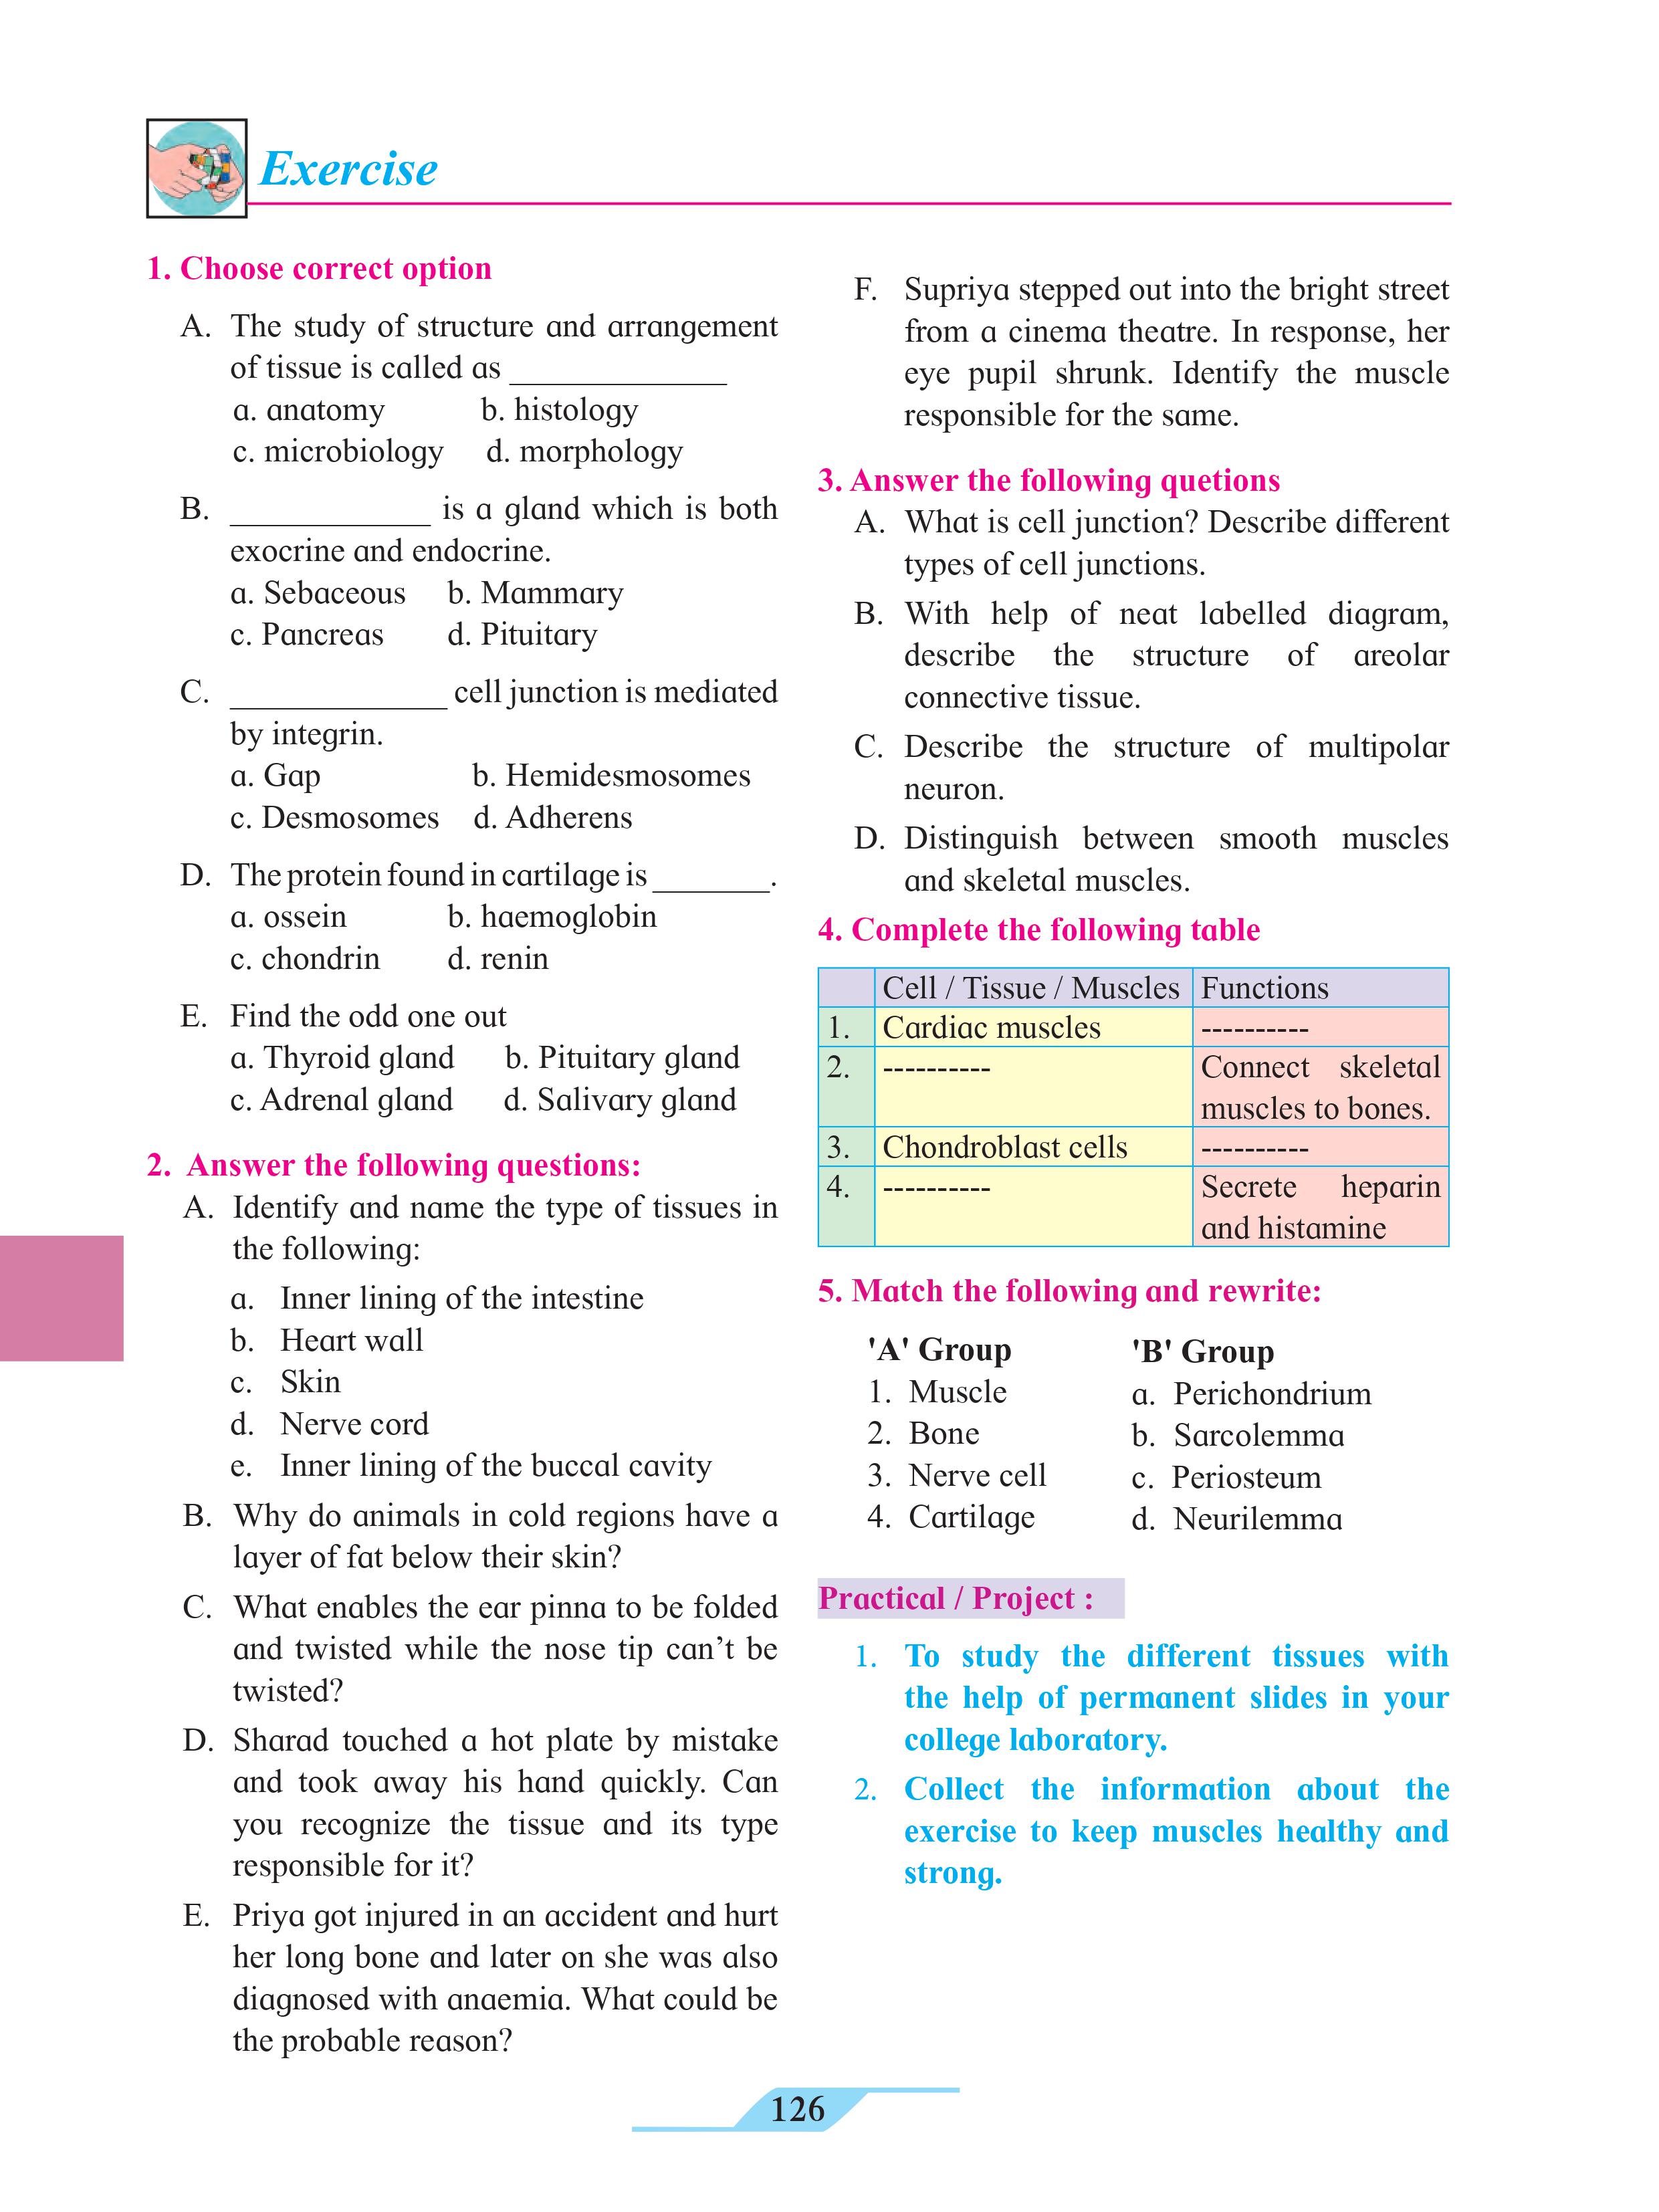 Exercise
1. Choose correct option
A. The study of structure and arrangement
of tissue is called as _____________
a. anatomy b. histology
c. microbiology d. morphology
B. ____________ is a gland which is both
exocrine and endocrine.
a. Sebaceous b. Mammary
c. Pancreas d. Pituitary
C. _____________ cell junction is mediated
by integrin.
a. Gap b. Hemidesmosomes
c. Desmosomes d. Adherens
D. The protein found in cartilage is _______.
a. ossein b. haemoglobin
c. chondrin d. renin
E. Find the odd one out
a. Thyroid gland b. Pituitary gland
c. Adrenal gland d. Salivary gland
2. Answer the following questions:
A. Identify and name the type of tissues in
the following:
a. Inner lining of the intestine
b. Heart wall
c. Skin
d. Nerve cord
e. Inner lining of the buccal cavity
B. Why do animals in cold regions have a
layer of fat below their skin?
C. What enables the ear pinna to be folded
and twisted while the nose tip can’t be
twisted?
D. Sharad touched a hot plate by mistake
and took away his hand quickly. Can
you recognize the tissue and its type
responsible for it?
E. Priya got injured in an accident and hurt
her long bone and later on she was also
diagnosed with anaemia. What could be
the probable reason?
F. Supriya stepped out into the bright street
from a cinema theatre. In response, her
eye pupil shrunk. Identify the muscle
responsible for the same.
3. Answer the following quetions
A. What is cell junction? Describe different
types of cell junctions.
B. With help of neat labelled diagram,
describe the structure of areolar
connective tissue.
C. Describe the structure of multipolar
neuron.
D. Distinguish between smooth muscles
and skeletal muscles.
4. Complete the following table
Cell / Tissue / Muscles Functions
1. Cardiac muscles ----------
2. ---------- Connect skeletal
muscles to bones.
3. Chondroblast cells ----------
4. ---------- Secrete heparin
and histamine
5. Match the following and rewrite:
'A' Group 'B' Group
1. Muscle a. Perichondrium
2. Bone b. Sarcolemma
3. Nerve cell c. Periosteum
4. Cartilage d. Neurilemma
Practical / Project :
1. To study the different tissues with
the help of permanent slides in your
college laboratory.
2. Collect the information about the
exercise to keep muscles healthy and
strong.
126